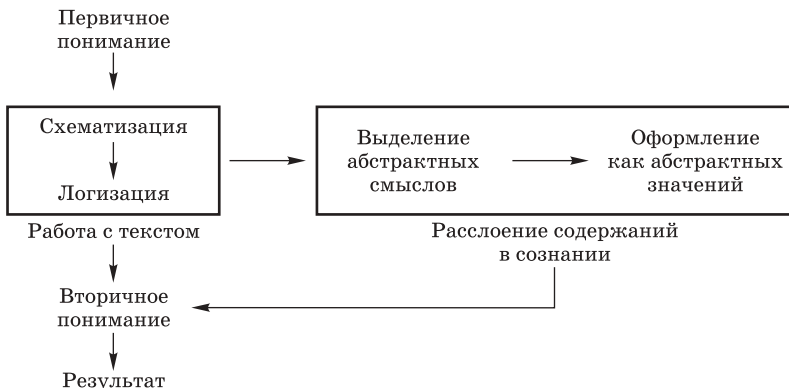 Первичное
понимание
Схематизация
Логизация
Работа с текстом
Выделение
абстрактных
смыслов
Оформление
как абстрактных
значений
Расслоение содержаний
в сознании
Вторичное
понимание
Результат